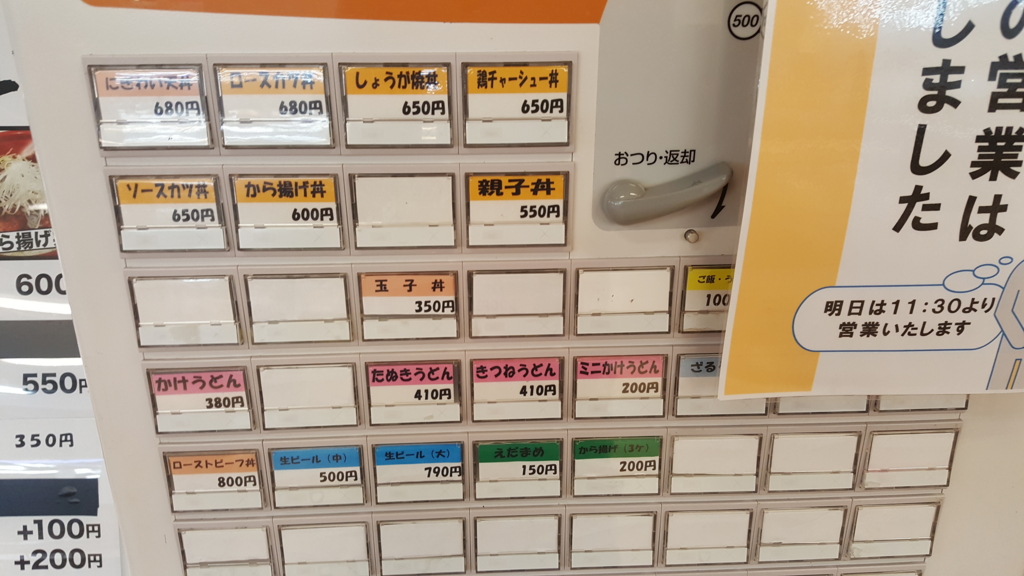 にぎわい天丼
680円
ロースカツ丼
680円
しょうが焼丼
650円
鶏チャーシュー丼
650円
500
おつり・返却
ソースカツ丼
650円
から揚げ丼
600円
親子丼
550円
玉子丼
350円
ご飯・
100
かけうどん
380円
たぬきうどん
410円
きつねうどん
410円
ミニかけうどん
200円
ざる
ローストビーフ丼
800円
生ビール(中)
500円
生ビール(大)
790円
えだまめ
150円
から揚げ(3ケ)
200円
の営業は
しました
明日は11:30より
営業いたします
ら揚げ
600
550円
350円
+100円
+200円